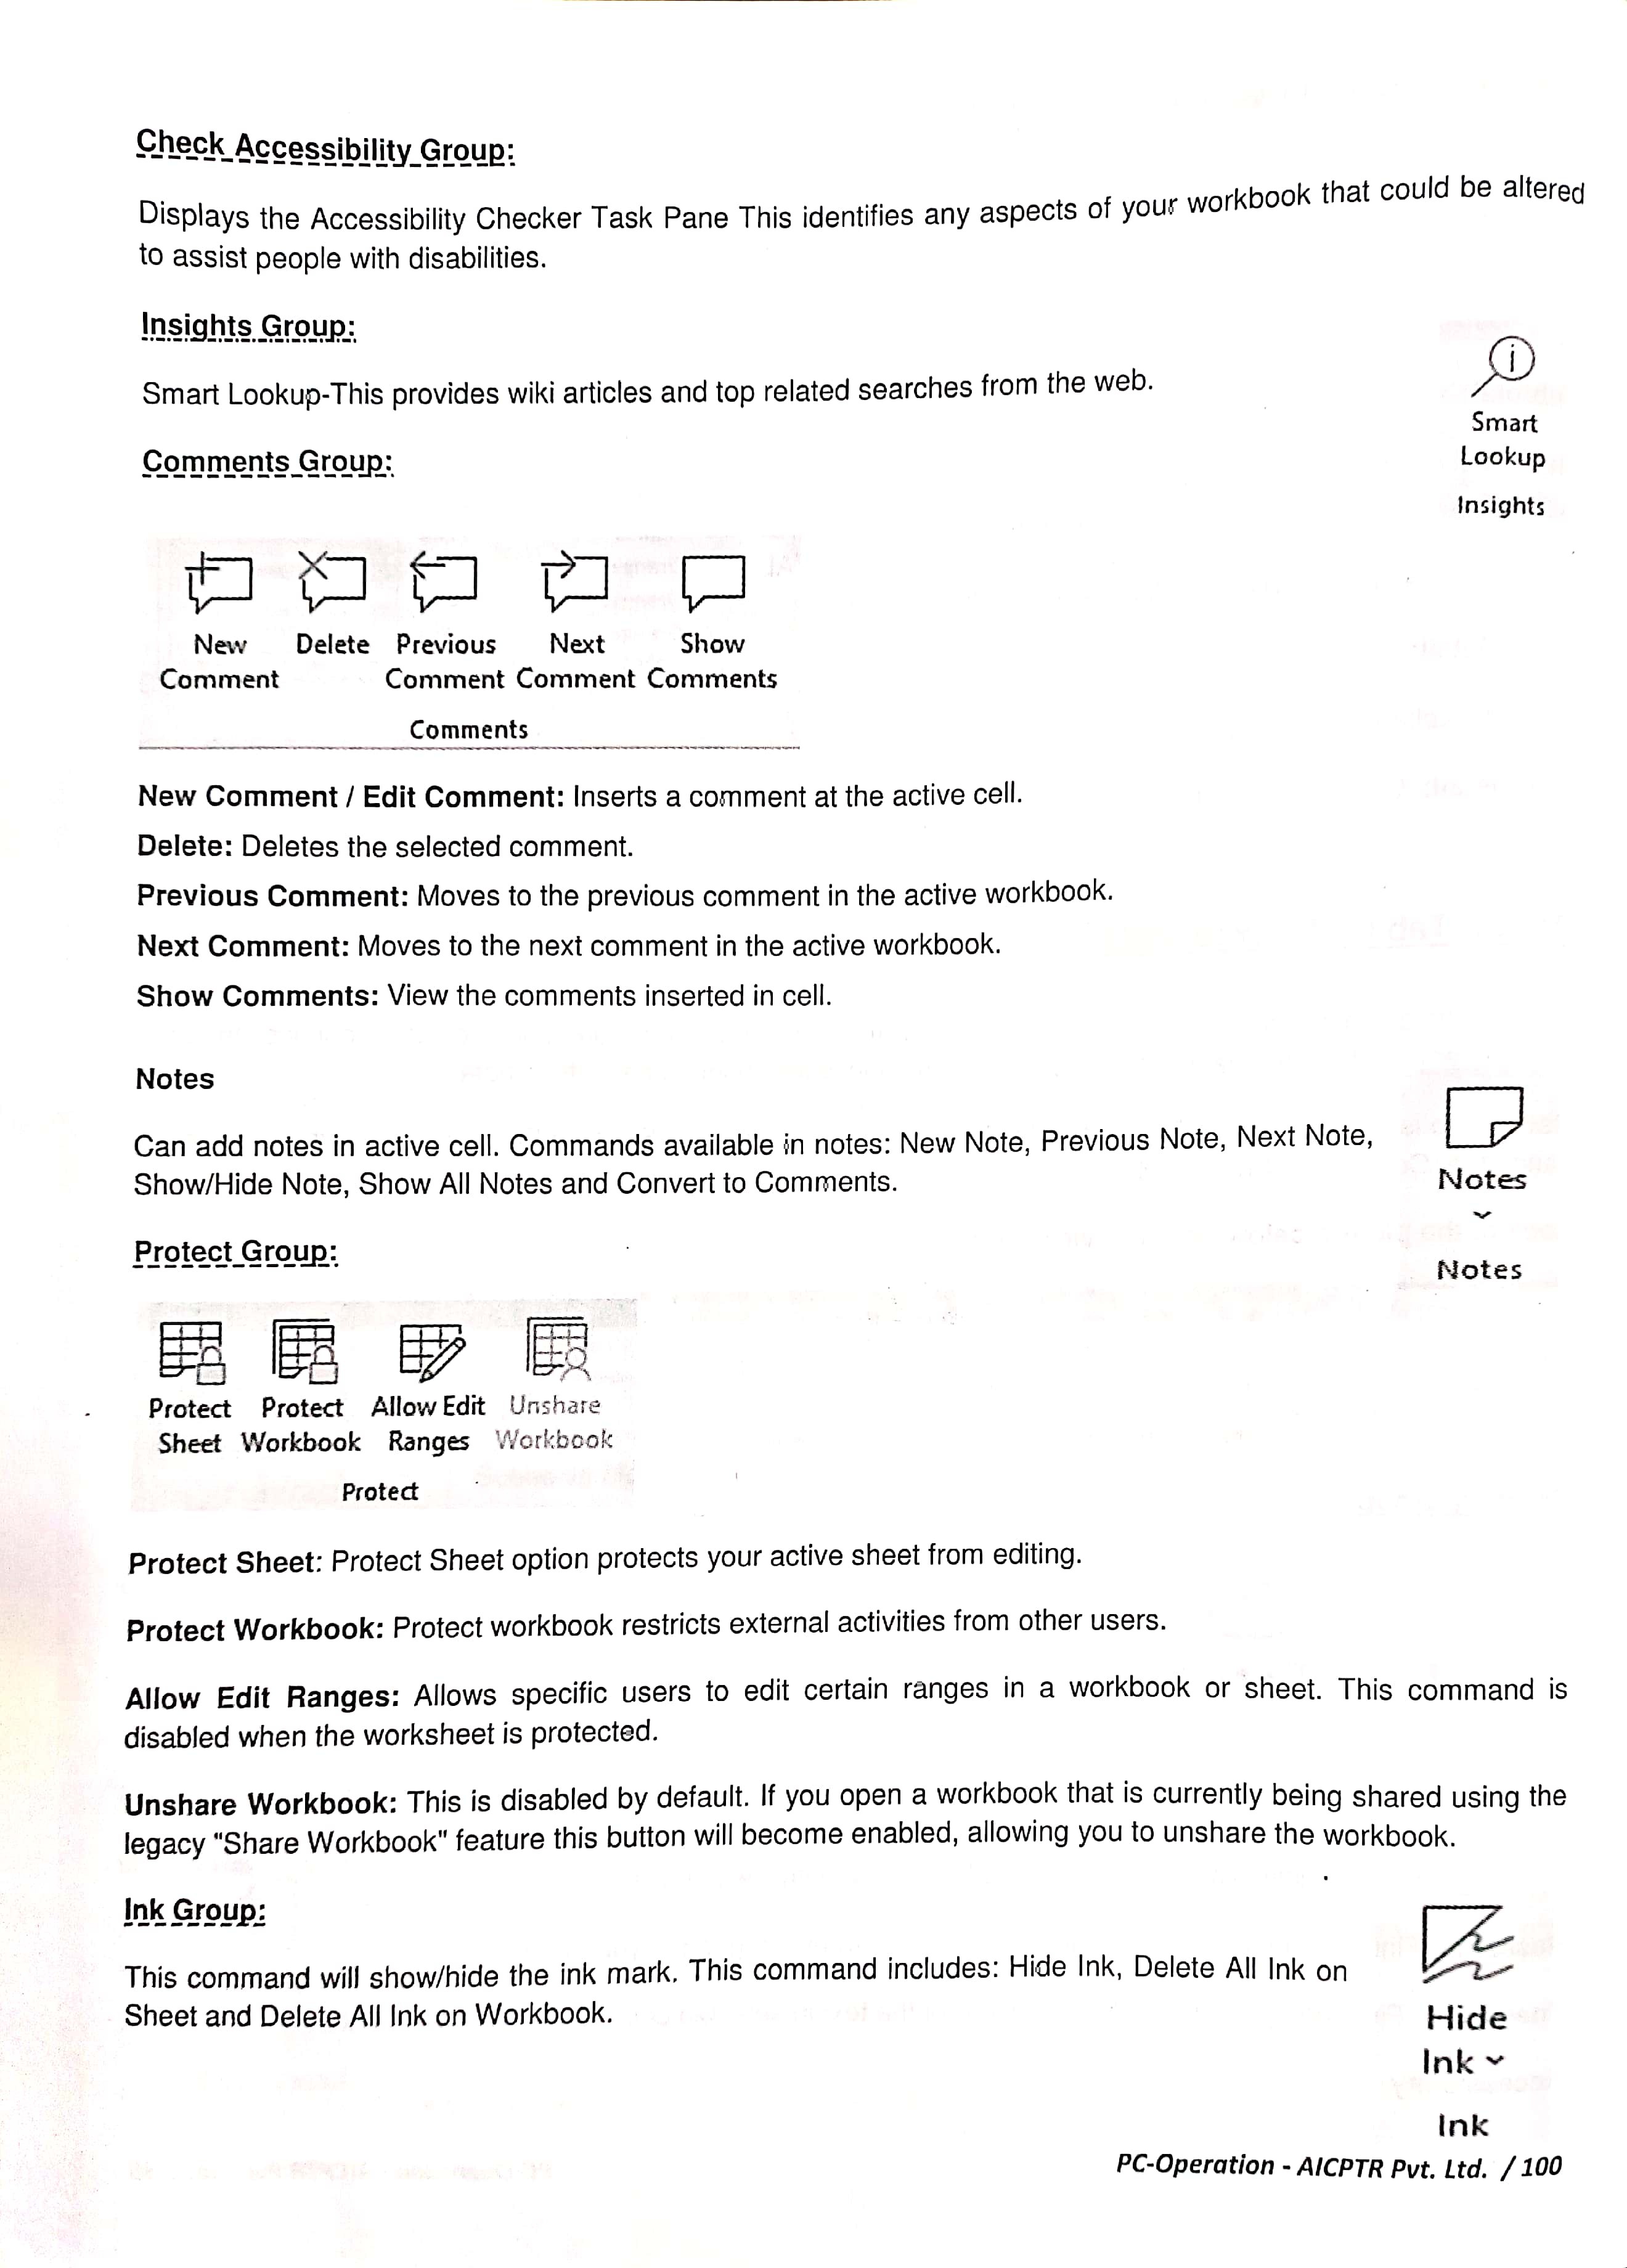 Check Accessibility Group:
Displays the Accessibility Checker Task Pane This identifies any aspects of your workbook that could be altered
to assist people with disabilities.
Insights Group:
Smart Lookup-This provides wiki articles and top related searches from the web.
Smart
Lookup
Insights
Comments Group:
New Delete Previous Next Show
Comment Comment Comment Comments
Comments
New Comment / Edit Comment: Inserts a comment at the active cell.
Delete: Deletes the selected comment.
Previous Comment: Moves to the previous comment in the active workbook.
Next Comment: Moves to the next comment in the active workbook.
Show Comments: View the comments inserted in cell.
Notes
Can add notes in active cell. Commands available in notes: New Note, Previous Note, Next Note,
Show/Hide Note, Show All Notes and Convert to Comments.
Notes
Notes
Protect Group:
Protect Protect Allow Edit Unshare
Sheet Workbook Ranges Workbook
Protect
Protect Sheet: Protect Sheet option protects your active sheet from editing.
Protect Workbook: Protect workbook restricts external activities from other users.
Allow Edit Ranges: Allows specific users to edit certain ranges in a workbook or sheet. This command is
disabled when the worksheet is protected.
Unshare Workbook: This is disabled by default. If you open a workbook that is currently being shared using the
legacy "Share Workbook" feature this button will become enabled, allowing you to unshare the workbook.
Ink Group:
This command will show/hide the ink mark. This command includes: Hide Ink, Delete All Ink on
Sheet and Delete All Ink on Workbook.
Hide
Ink
Ink
PC-Operation - AICPTR Pvt. Ltd. / 100